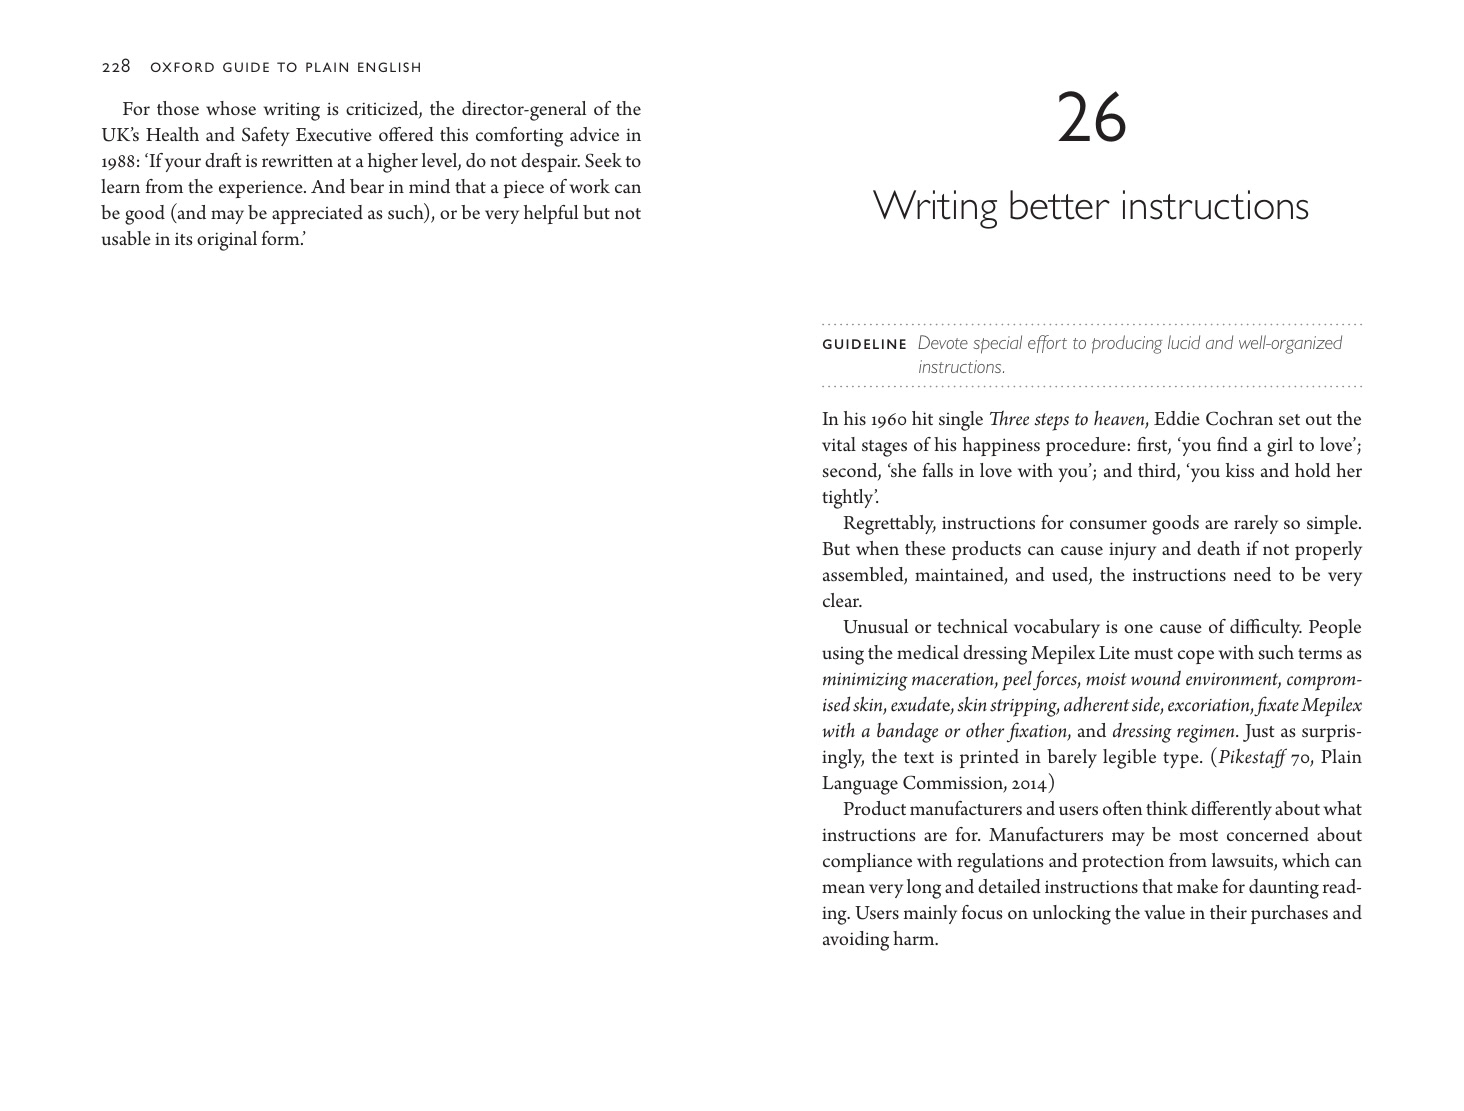 228 OXFORD GUIDE TO PLAIN ENGLISH
For those whose writing is criticized, the director-general of the
UK’s Health and Safety Executive offered this comforting advice in
1988: ‘If your draft is rewritten at a higher level, do not despair. Seek to
learn from the experience. And bear in mind that a piece of work can
be good (and may be appreciated as such), or be very helpful but not
usable in its original form.’
26
Writing better instructions
GUIDELINE Devote special effort to producing lucid and well-organized
instructions.
In his 1960 hit single Three steps to heaven, Eddie Cochran set out the
vital stages of his happiness procedure: first, ‘you find a girl to love’;
second, ‘she falls in love with you’; and third, ‘you kiss and hold her
tightly’.
Regrettably, instructions for consumer goods are rarely so simple.
But when these products can cause injury and death if not properly
assembled, maintained, and used, the instructions need to be very
clear.
Unusual or technical vocabulary is one cause of difficulty. People
using the medical dressing Mepilex Lite must cope with such terms as
minimizing maceration, peel forces, moist wound environment, comprom-
ised skin, exudate, skin stripping, adherent side, excoriation, fixate Mepilex
with a bandage or other fixation, and dressing regimen. Just as surpris-
ingly, the text is printed in barely legible type. (Pikestaff 70, Plain
Language Commission, 2014)
Product manufacturers and users often think differently about what
instructions are for. Manufacturers may be most concerned about
compliance with regulations and protection from lawsuits, which can
mean very long and detailed instructions that make for daunting read-
ing. Users mainly focus on unlocking the value in their purchases and
avoiding harm.